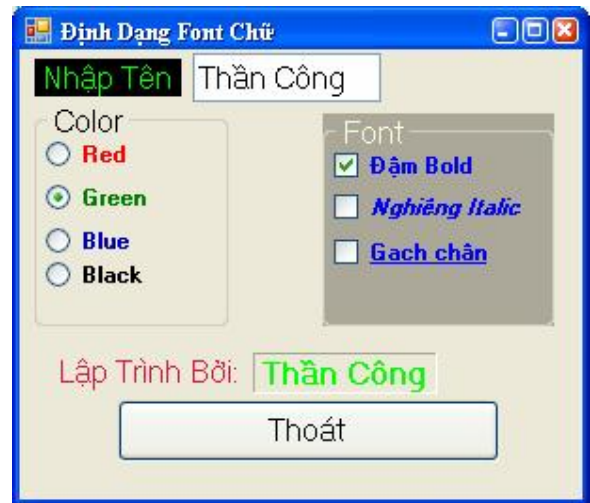 Định Dạng Font Chữ
Nhập Tên Thần Công
Color
Red
Green
Blue
Black
Font
Đậm Bold
Nghiêng Italic
Gach chân
Lập Trình Bởi: Thần Công
Thoát